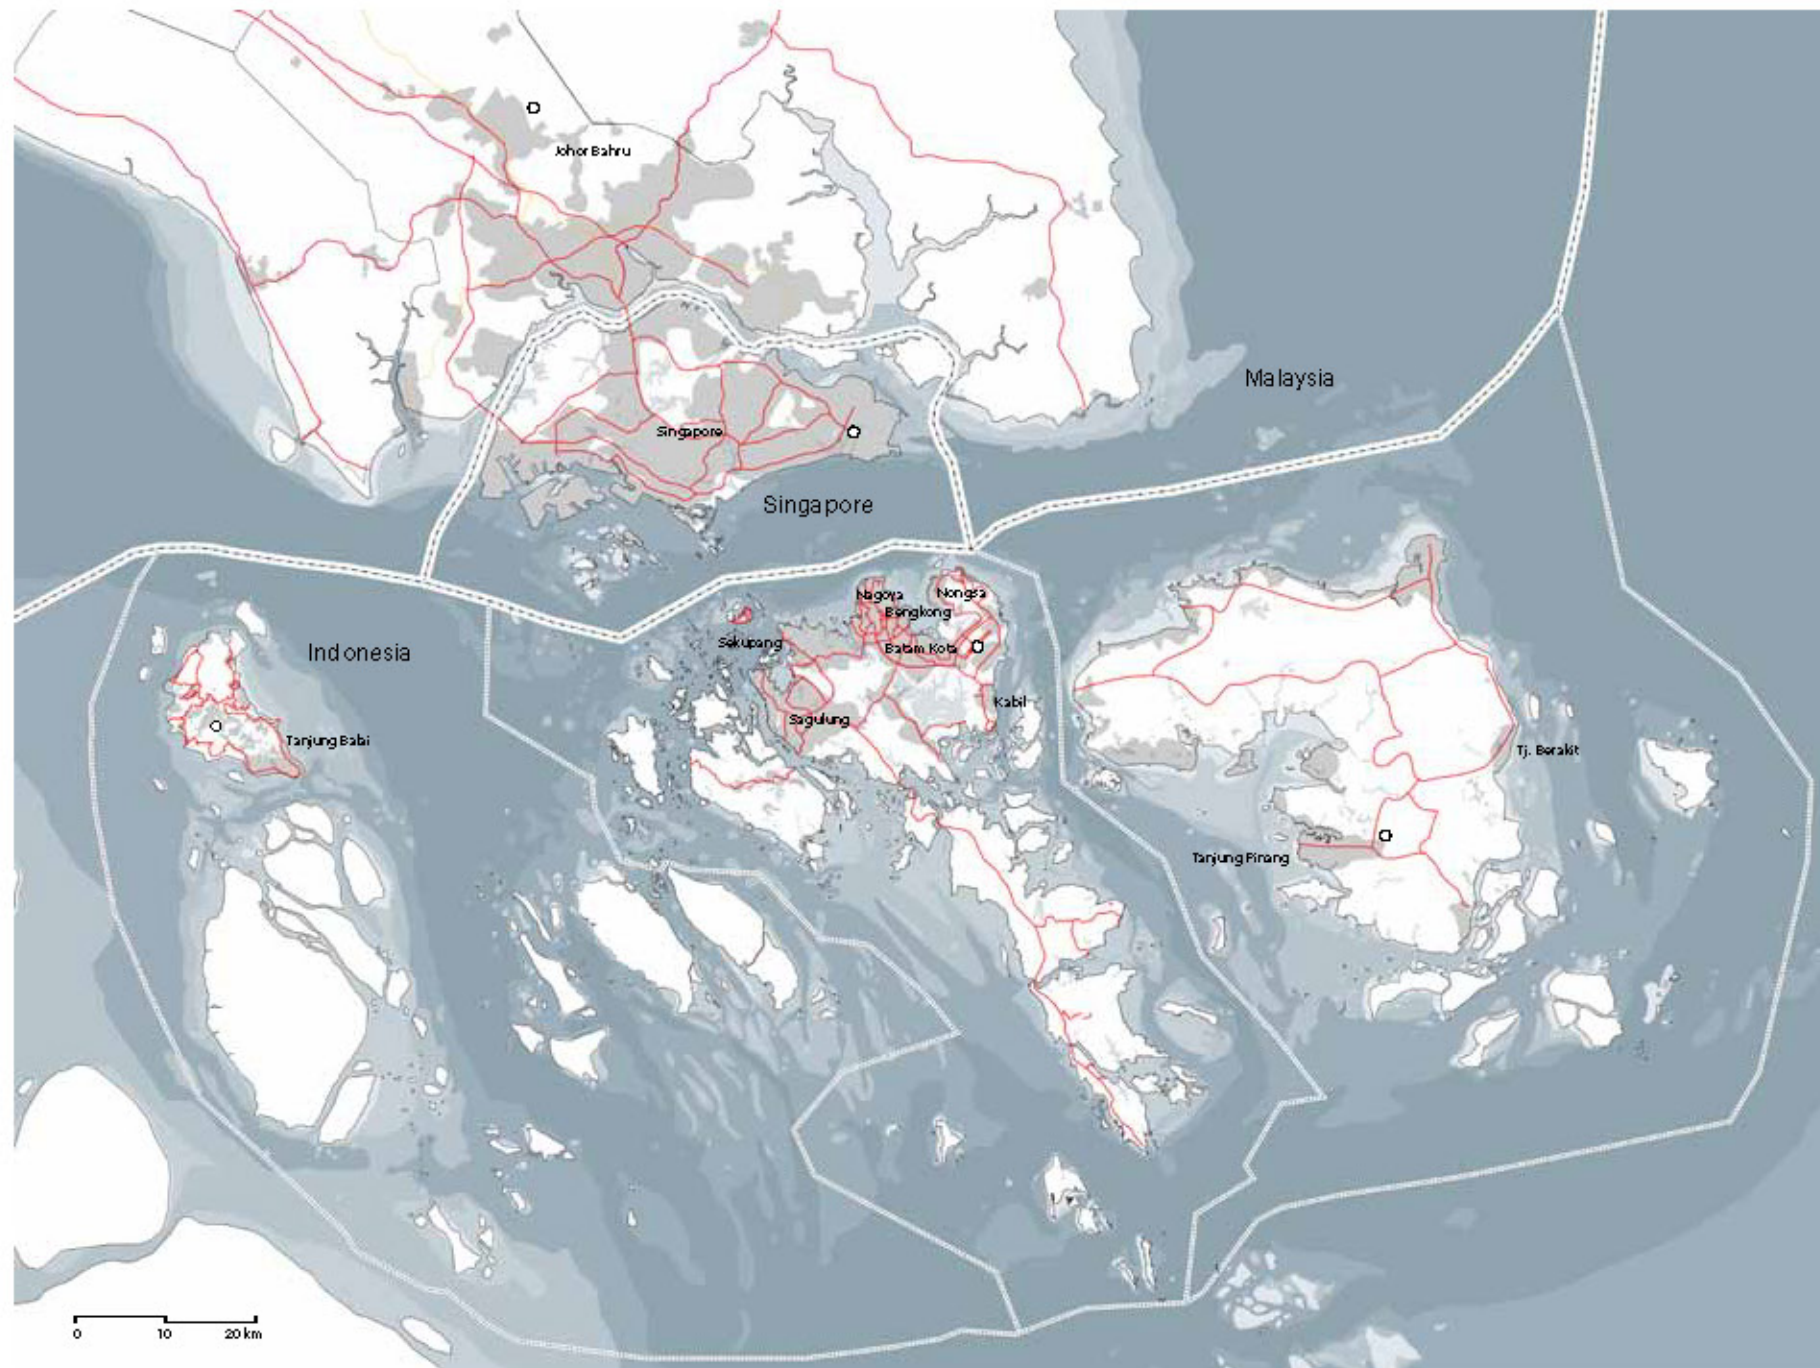 Johor Bahru
Malaysia
Singapore
Singapore
Nagoya
Nongsa
Bengkong
Sekupang
Batam Kota
Indonesia
Kabil
Sagulung
Tanjung Balai
Tj. Berakit
Tanjung Pinang
0 10 20 km